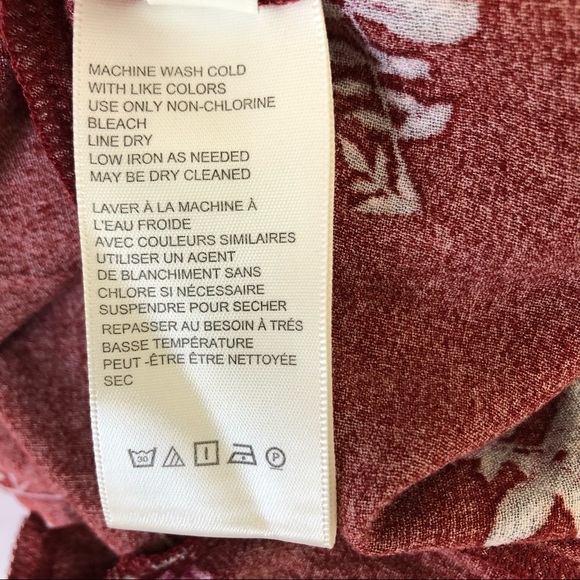 MACHINE WASH COLD
WITH LIKE COLORS
USE ONLY NON-CHLORINE
BLEACH
LINE DRY
LOW IRON AS NEEDED
MAY BE DRY CLEANED
LAVER À LA MACHINE À
L'EAU FROIDE
AVEC COULEURS SIMILAIRES
UTILISER UN AGENT
DE BLANCHIMENT SANS
CHLORE SI NÉCESSAIRE
SUSPENDRE POUR SECHER
REPASSER AU BESOIN À TRÉS
BASSE TEMPÉRATURE
PEUT -ÊTRE ÊTRE NETTOYÉE
SEC
30 P